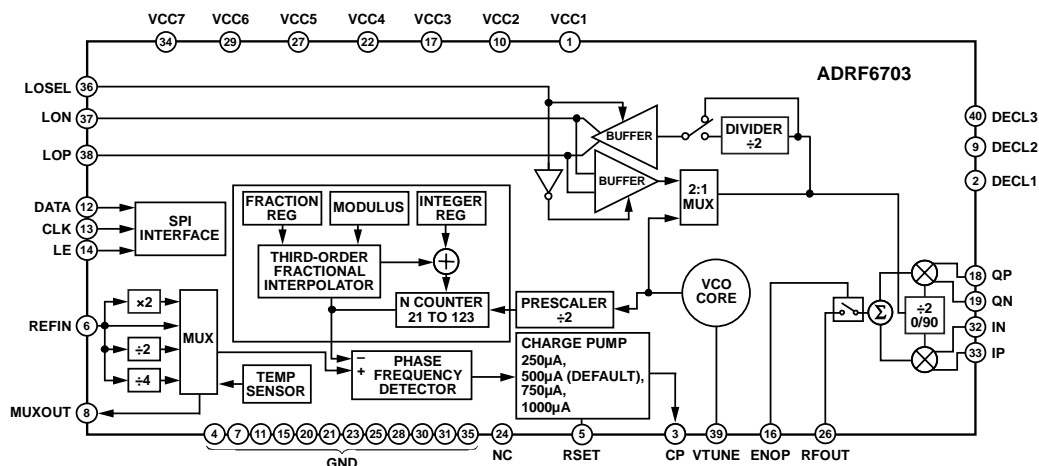 VCC7 VCC6 VCC5 VCC4 VCC3 VCC2 VCC1
34 29 27 22 17 10 1
ADRF6703
LOSEL 36
LON 37
LOP 38
BUFFER
DIVIDER
÷2
40 DECL3
9 DECL2
2 DECL1
BUFFER
2:1
MUX
DATA 12
CLK 13
LE 14
SPI
INTERFACE
FRACTION
REG
MODULUS
INTEGER
REG
THIRD-ORDER
FRACTIONAL
INTERPOLATOR
+
N COUNTER
21 TO 123
PRESCALER
÷2
VCO
CORE
18 QP
19 QN
32 IN
33 IP
Σ
÷2
0/90
REFIN 6
×2
÷2
÷4
MUX
TEMP
SENSOR
−
+
PHASE
FREQUENCY
DETECTOR
CHARGE PUMP
250µA,
500µA (DEFAULT),
750µA,
1000µA
MUXOUT 8
4 7 11 15 20 21 23 25 28 30 31 35 24 5 3 39 16 26
GND NC RSET CP VTUNE ENOP RFOUT